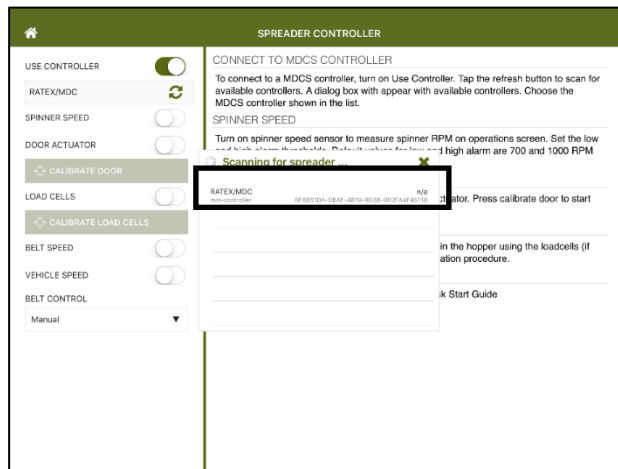 SPREADER CONTROLLER
USE CONTROLLER
RATEX/MDC
SPINNER SPEED
DOOR ACTUATOR
CALIBRATE DOOR
LOAD CELLS
CALIBRATE LOAD CELLS
BELT SPEED
VEHICLE SPEED
BELT CONTROL
Manual
CONNECT TO MDCS CONTROLLER
To connect to a MDCS controller, turn on Use Controller. Tap the refresh button to scan for
available controllers. A dialog box with appear with available controllers. Choose the
MDCS controller shown in the list.
SPINNER SPEED
Turn on spinner speed sensor to measure spinner RPM on operations screen. Set the low
and high alarm thresholds. Default values for low and high alarm are 700 and 1000 RPM
Scanning for spreader ...
RATEX/MDC
n/a
mm-controller
tuator. Press calibrate door to start
in the hopper using the loadcells (if
ation procedure.
ck Start Guide